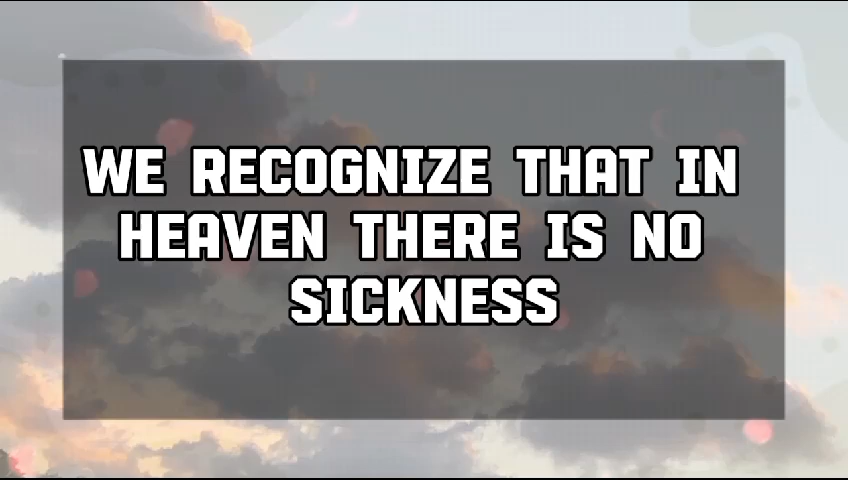 WE RECOGNIZE THAT IN
HEAVEN THERE IS NO
SICKNESS